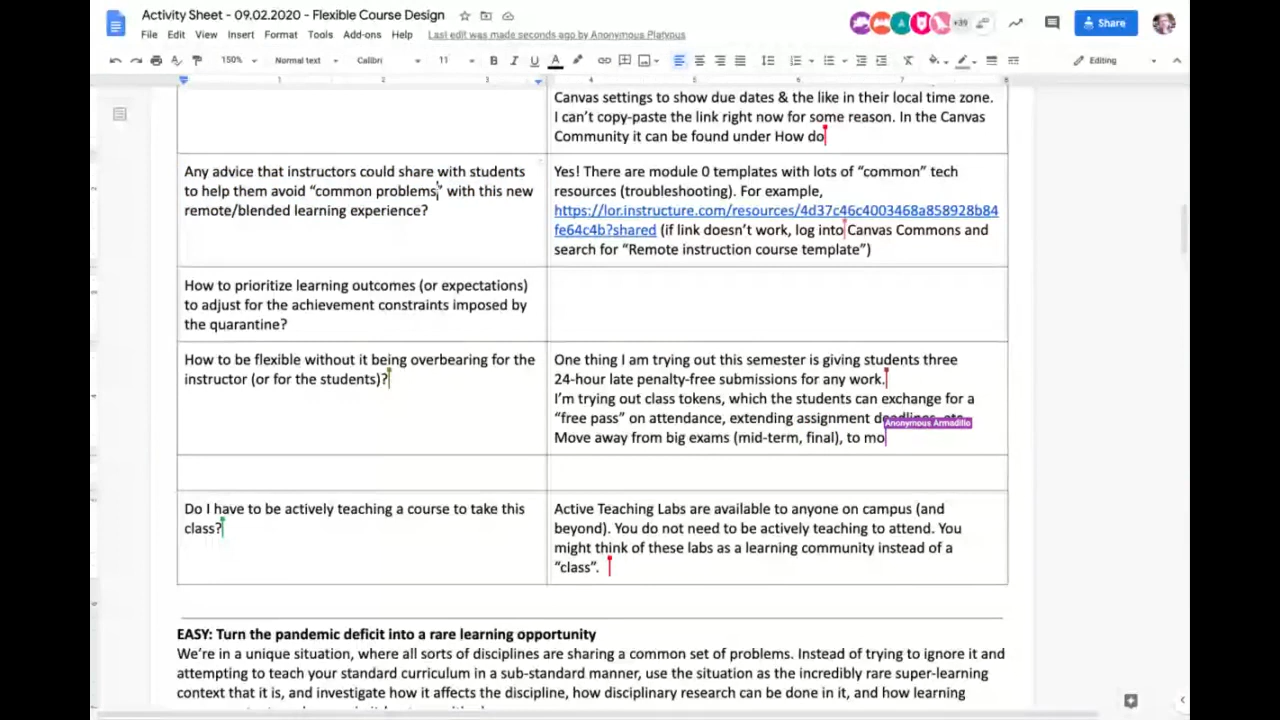 Activity Sheet - 09.02.2020 - Flexible Course Design
+39
Share
File Edit View Insert Format Tools Add-ons Help Last edit was made seconds ago by Anonymous Platypus
150% Normal text Calibri 11 B I U A Editing
1 2 3 4 5 6 7 8
Canvas settings to show due dates & the like in their local time zone.
I can't copy-paste the link right now for some reason. In the Canvas
Community it can be found under How do
Any advice that instructors could share with students
to help them avoid “common problems,” with this new
remote/blended learning experience?
Yes! There are module 0 templates with lots of “common” tech
resources (troubleshooting). For example,
https://lor.instructure.com/resources/4d37c46c4003468a858928b84
fe64c4b?shared (if link doesn't work, log into Canvas Commons and
search for “Remote instruction course template”)
How to prioritize learning outcomes (or expectations)
to adjust for the achievement constraints imposed by
the quarantine?
How to be flexible without it being overbearing for the
instructor (or for the students)?
One thing I am trying out this semester is giving students three
24-hour late penalty-free submissions for any work.
I'm trying out class tokens, which the students can exchange for a
“free pass” on attendance, extending assignment deadlines, etc.
Anonymous Armadillo
Move away from big exams (mid-term, final), to mo
Do I have to be actively teaching a course to take this
class?
Active Teaching Labs are available to anyone on campus (and
beyond). You do not need to be actively teaching to attend. You
might think of these labs as a learning community instead of a
“class”.
EASY: Turn the pandemic deficit into a rare learning opportunity
We're in a unique situation, where all sorts of disciplines are sharing a common set of problems. Instead of trying to ignore it and
attempting to teach your standard curriculum in a sub-standard manner, use the situation as the incredibly rare super-learning
context that it is, and investigate how it affects the discipline, how disciplinary research can be done in it, and how learning